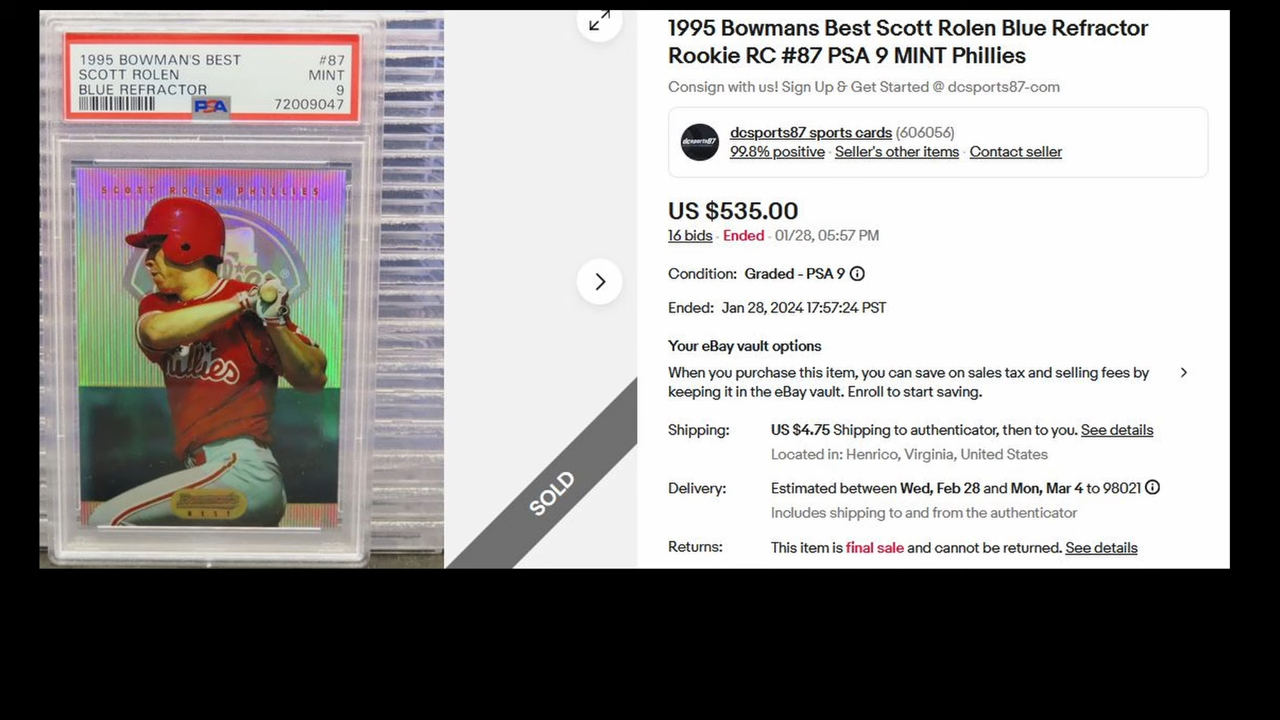 1995 BOWMAN'S BEST #87
SCOTT ROLEN MINT
BLUE REFRACTOR 9
PSA 72009047
SCOTT ROLEN PHILLIES
Phillies
BEST
SOLD
1995 Bowmans Best Scott Rolen Blue Refractor
Rookie RC #87 PSA 9 MINT Phillies
Consign with us! Sign Up & Get Started @ dcsports87-com
dcsports87
dcsports87 sports cards (606056)
99.8% positive · Seller's other items · Contact seller
US $535.00
16 bids · Ended · 01/28, 05:57 PM
Condition: Graded - PSA 9
Ended: Jan 28, 2024 17:57:24 PST
Your eBay vault options
When you purchase this item, you can save on sales tax and selling fees by
keeping it in the eBay vault. Enroll to start saving.
Shipping: US $4.75 Shipping to authenticator, then to you. See details
Located in: Henrico, Virginia, United States
Delivery: Estimated between Wed, Feb 28 and Mon, Mar 4 to 98021
Includes shipping to and from the authenticator
Returns: This item is final sale and cannot be returned. See details